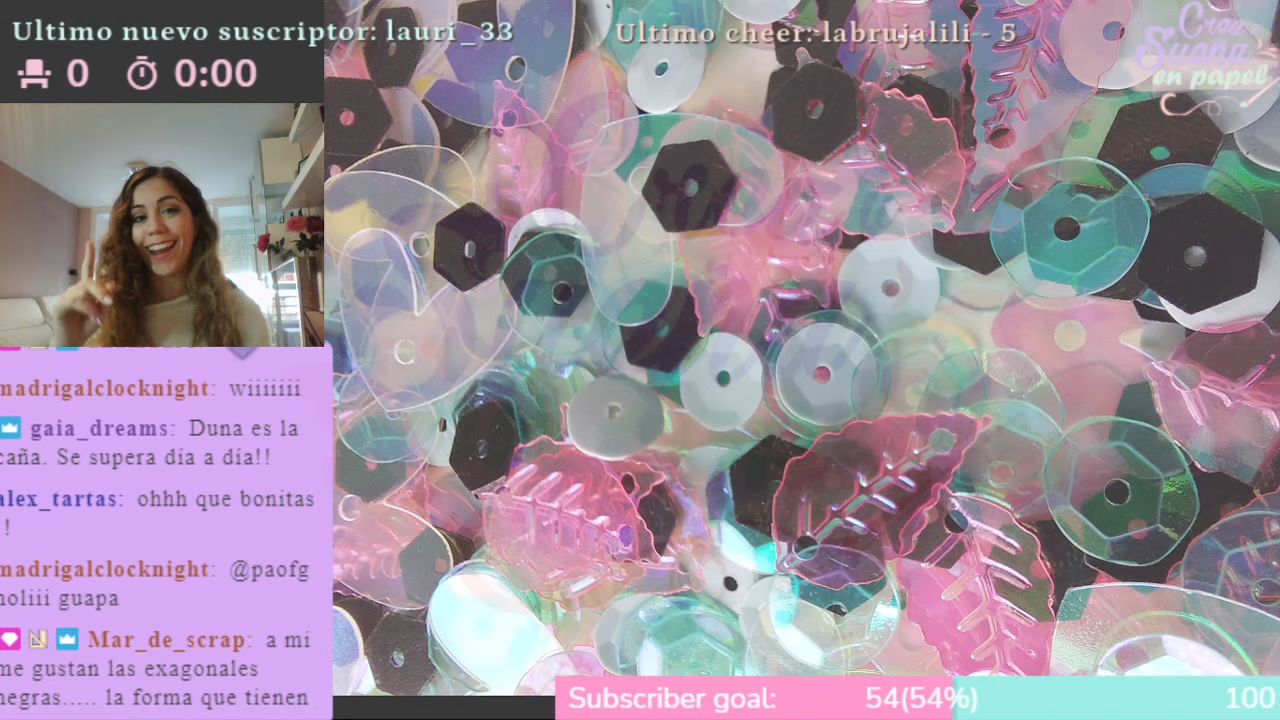 Ultimo nuevo suscriptor: lauri_33
Ultimo cheer: labrujalili - 5
0 0:00
en papel
madrigalclocknight: wiiiiiii
gaia_dreams: Duna es la
caña. Se supera día a día!!
alex_tartas: ohhh que bonitas
!
madrigalclocknight: @paofg
holiii guapa
Mar_de_scrap: a mi
me gustan las exagonales
negras..... la forma que tienen
Subscriber goal: 54(54%) 100